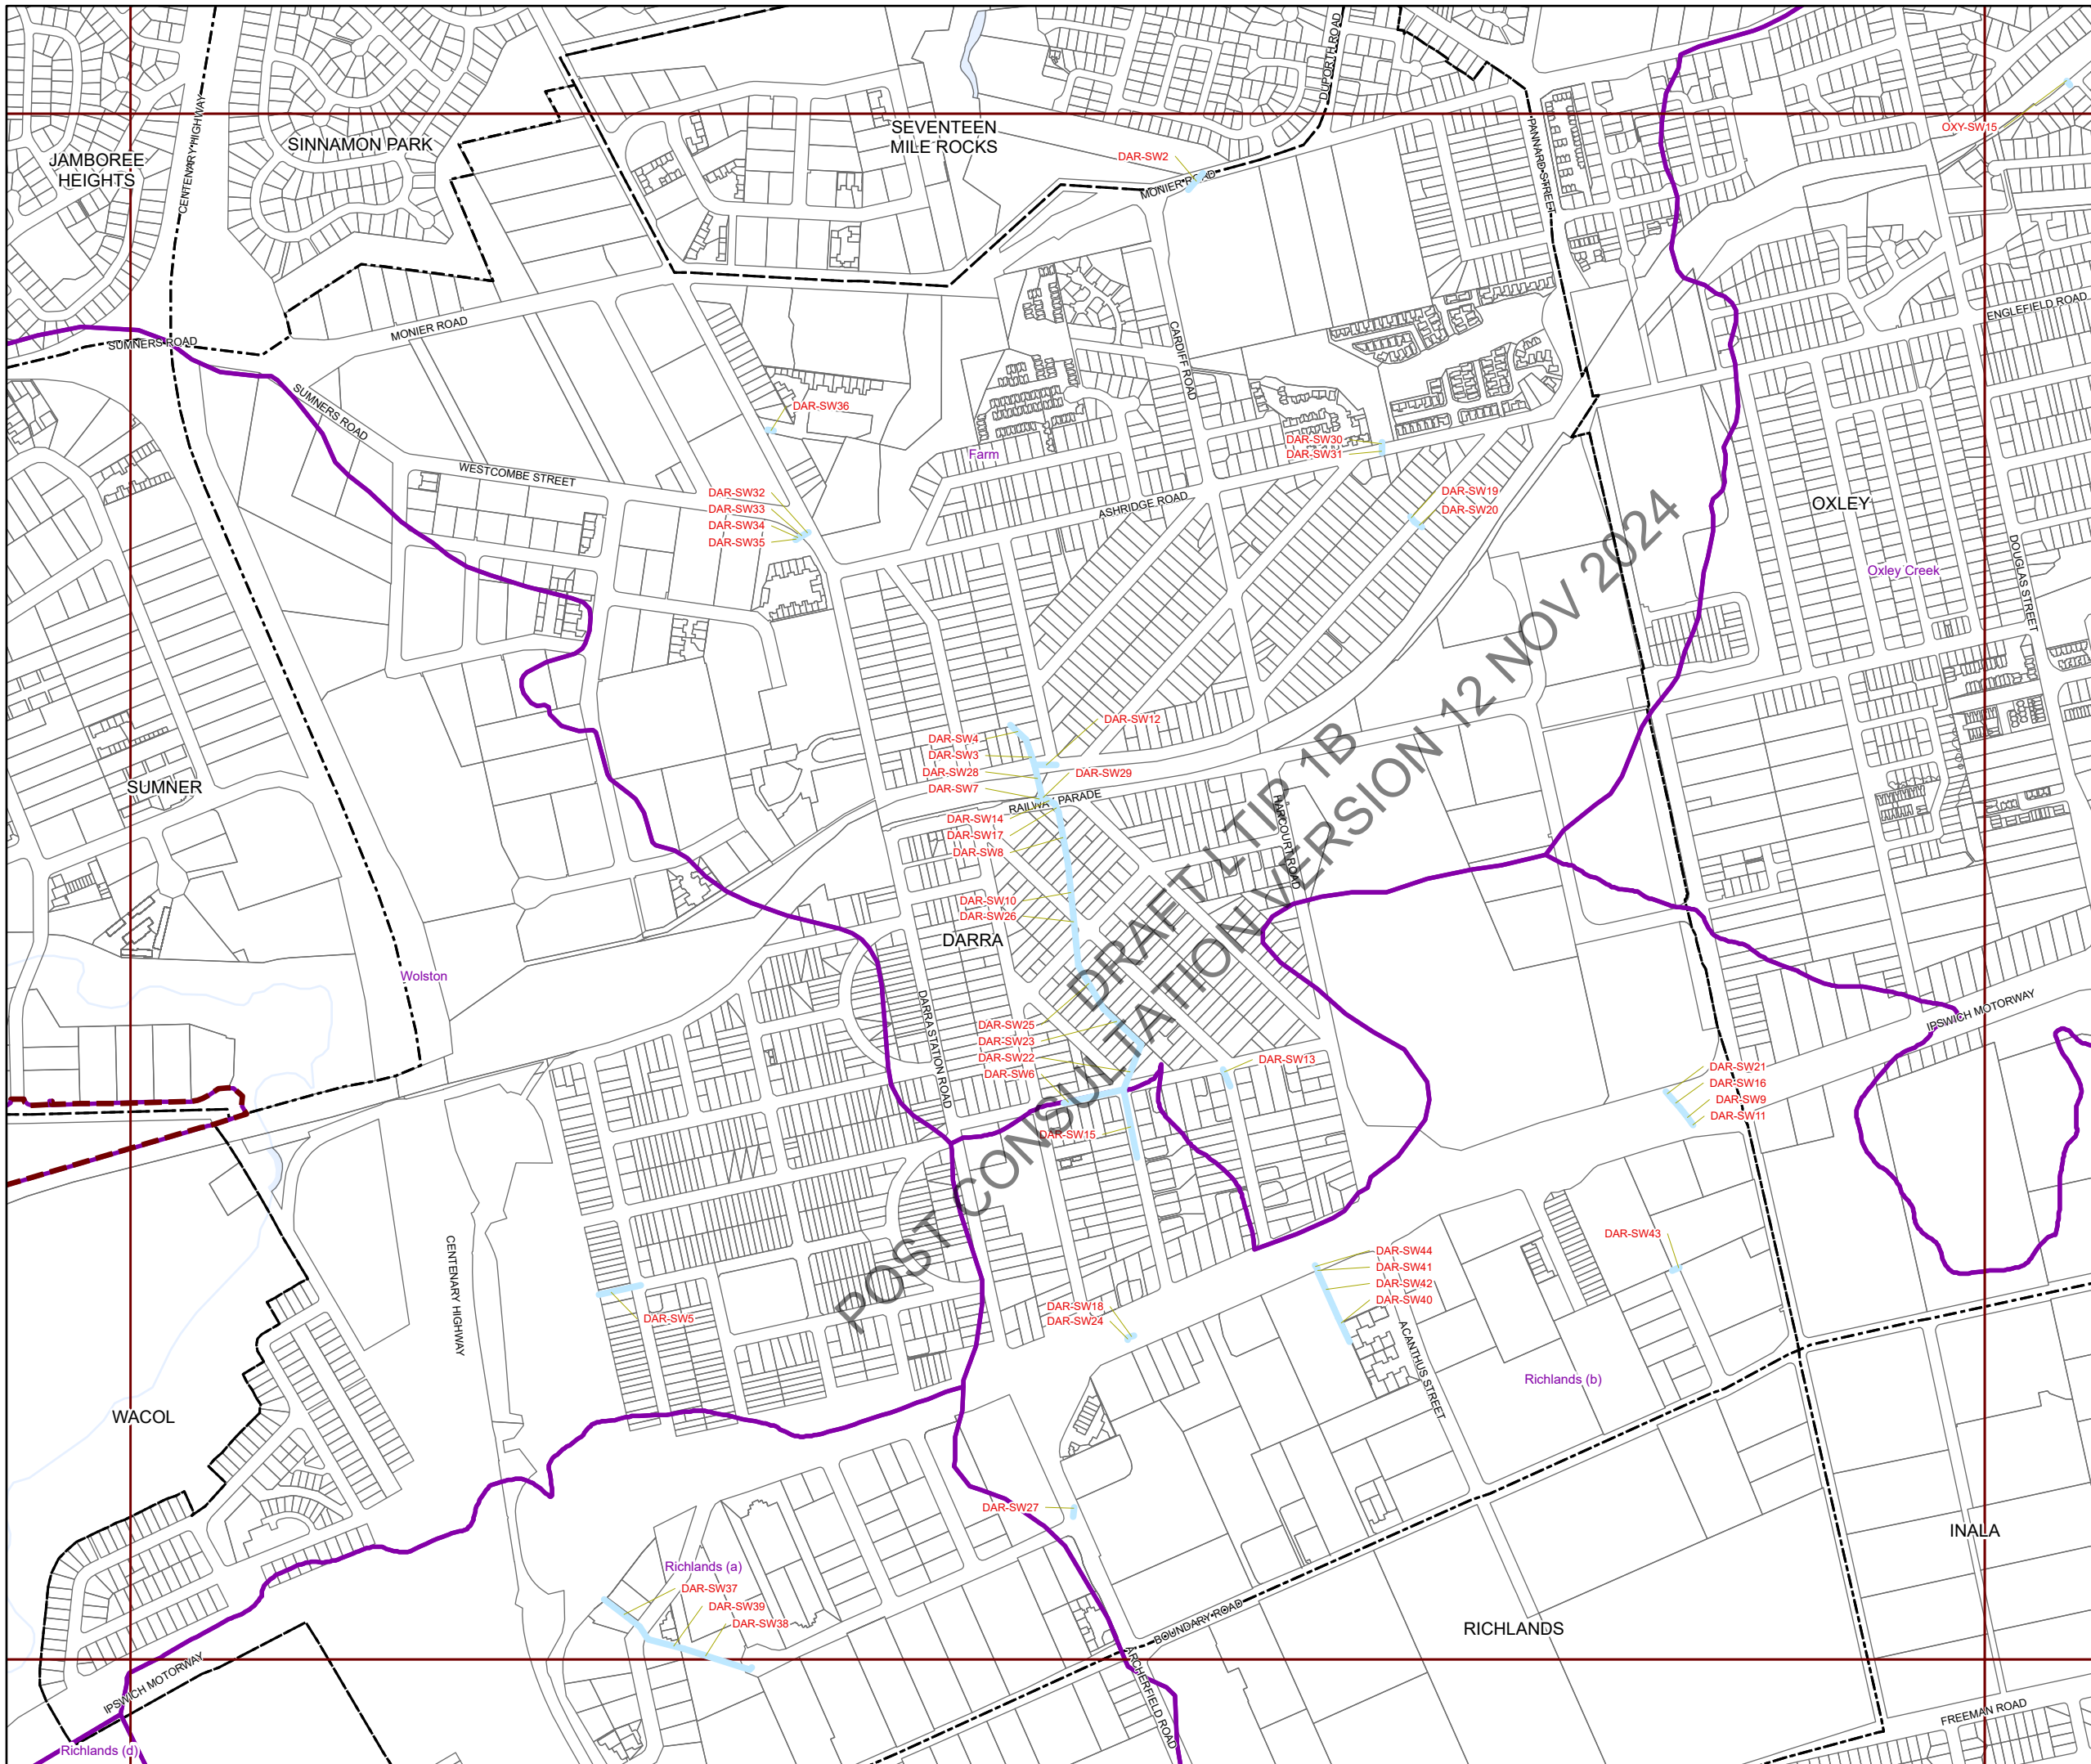 DUPORTH ROAD
SEVENTEEN
MILE ROCKS
SINNAMON PARK
JAMBOREE
HEIGHTS
CENTENARY HIGHWAY
OXY-SW15
DAR-SW2
MONIER ROAD
PANNARD STREET
ENGLEFIELD ROAD
MONIER ROAD
SUMNERS ROAD
CARDIFF ROAD
SUMNERS ROAD
DAR-SW36
DAR-SW30
DAR-SW31
Farm
WESTCOMBE STREET
DAR-SW32
DAR-SW33
DAR-SW34
DAR-SW35
ASHRIDGE ROAD
DAR-SW19
DAR-SW20
OXLEY
Oxley Creek
DOUGLAS STREET
DAR-SW12
DAR-SW4
DAR-SW3
DAR-SW28
DAR-SW29
DAR-SW7
RAILWAY PARADE
DAR-SW14
DAR-SW17
DAR-SW8
HARCOURT ROAD
SUMNER
DAR-SW10
DAR-SW26
DARRA
Wolston
DARRA STATION ROAD
DAR-SW25
DAR-SW23
DAR-SW22
DAR-SW6
DAR-SW13
IPSWICH MOTORWAY
DAR-SW21
DAR-SW16
DAR-SW9
DAR-SW11
DAR-SW15
DRAFT LTIP 1B
POST CONSULTATION VERSION 12 NOV 2024
CENTENARY HIGHWAY
DAR-SW43
DAR-SW44
DAR-SW41
DAR-SW42
DAR-SW40
DAR-SW5
DAR-SW18
DAR-SW24
ACANTHUS STREET
Richlands (b)
WACOL
DAR-SW27
INALA
Richlands (a)
DAR-SW37
DAR-SW39
DAR-SW38
BOUNDARY ROAD
RICHLANDS
ARCHERFIELD ROAD
IPSWICH MOTORWAY
FREEMAN ROAD
Richlands (d)